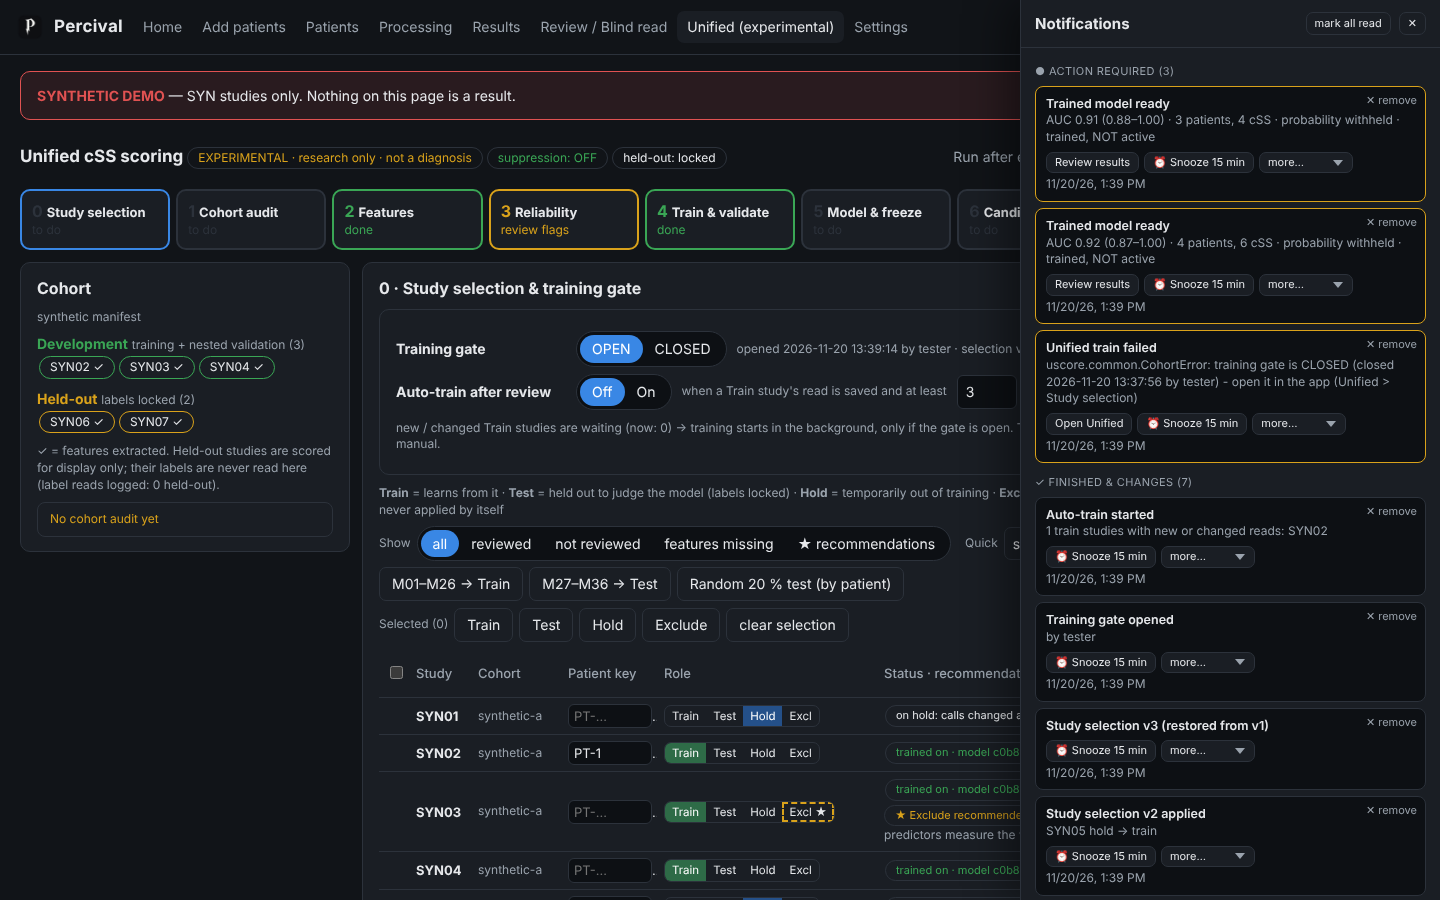 Percival
Home
Add patients
Patients
Processing
Results
Review / Blind read
Unified (experimental)
Settings
SYNTHETIC DEMO — SYN studies only. Nothing on this page is a result.
Unified cSS scoring
EXPERIMENTAL · research only · not a diagnosis
suppression: OFF
held-out: locked
Run after
0 Study selection
to do
1 Cohort audit
to do
2 Features
done
3 Reliability
review flags
4 Train & validate
done
5 Model & freeze
to do
6 Candi
to do
Cohort
synthetic manifest
Development training + nested validation (3)
SYN02 ✓ SYN03 ✓ SYN04 ✓
Held-out labels locked (2)
SYN06 ✓ SYN07 ✓
✓ = features extracted. Held-out studies are scored
for display only; their labels are never read here
(label reads logged: 0 held-out).
No cohort audit yet
0 · Study selection & training gate
Training gate OPEN CLOSED opened 2026-11-20 13:39:14 by tester · selection v
Auto-train after review Off On when a Train study's read is saved and at least 3
new / changed Train studies are waiting (now: 0) → training starts in the background, only if the gate is open. T
manual.
Train = learns from it · Test = held out to judge the model (labels locked) · Hold = temporarily out of training · Exc
never applied by itself
Show all reviewed not reviewed features missing ★ recommendations Quick s
M01–M26 → Train M27–M36 → Test Random 20 % test (by patient)
Selected (0) Train Test Hold Exclude clear selection
Study Cohort Patient key Role Status · recommendat
SYN01 synthetic-a PT-... . Train Test Hold Excl on hold: calls changed a
SYN02 synthetic-a PT-1 . Train Test Hold Excl trained on · model c0b8
trained on · model c0b8
SYN03 synthetic-a PT-... . Train Test Hold Excl ★ ★ Exclude recommende
predictors measure the
SYN04 synthetic-a PT-... . Train Test Hold Excl trained on · model c0b8
Notifications
mark all read
✕
ACTION REQUIRED (3)
Trained model ready ✕ remove
AUC 0.91 (0.88–1.00) · 3 patients, 4 cSS · probability withheld ·
trained, NOT active
Review results ⏰ Snooze 15 min more...
11/20/26, 1:39 PM
Trained model ready ✕ remove
AUC 0.92 (0.87–1.00) · 4 patients, 6 cSS · probability withheld ·
trained, NOT active
Review results ⏰ Snooze 15 min more...
11/20/26, 1:39 PM
Unified train failed ✕ remove
uscore.common.CohortError: training gate is CLOSED (closed
2026-11-20 13:37:56 by tester) - open it in the app (Unified >
Study selection)
Open Unified ⏰ Snooze 15 min more...
11/20/26, 1:39 PM
✓ FINISHED & CHANGES (7)
Auto-train started ✕ remove
1 train studies with new or changed reads: SYN02
⏰ Snooze 15 min more...
11/20/26, 1:39 PM
Training gate opened ✕ remove
by tester
⏰ Snooze 15 min more...
11/20/26, 1:39 PM
Study selection v3 (restored from v1) ✕ remove
⏰ Snooze 15 min more...
11/20/26, 1:39 PM
Study selection v2 applied ✕ remove
SYN05 hold → train
⏰ Snooze 15 min more...
11/20/26, 1:39 PM